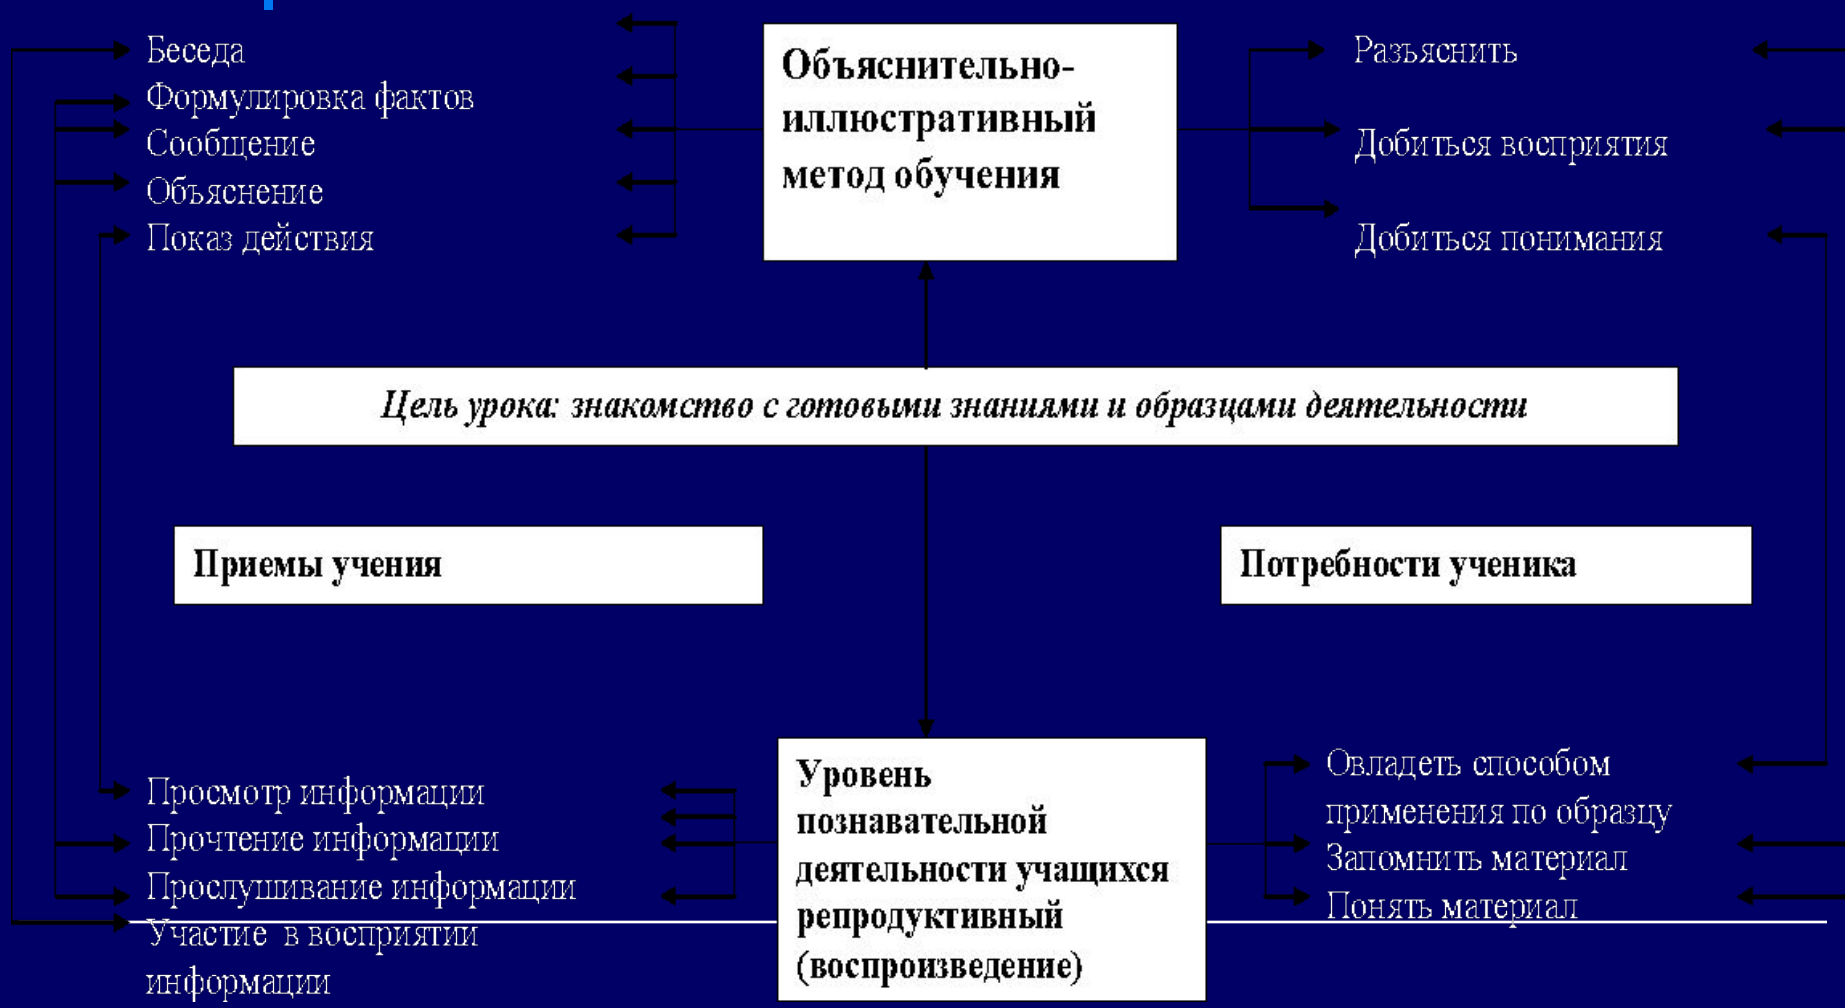 Беседа
Формулировка фактов
Сообщение
Объяснение
Показ действия
Объяснительно-
иллюстративный
метод обучения
Разъяснить
Добиться восприятия
Добиться понимания
Цель урока: знакомство с готовыми знаниями и образцами деятельности
Приемы учения
Потребности ученика
Просмотр информации
Прочтение информации
Прослушивание информации
Участие в восприятии
информации
Уровень
познавательной
деятельности учащихся
репродуктивный
(воспроизведение)
Овладеть способом
применения по образцу
Запомнить материал
Понять материал